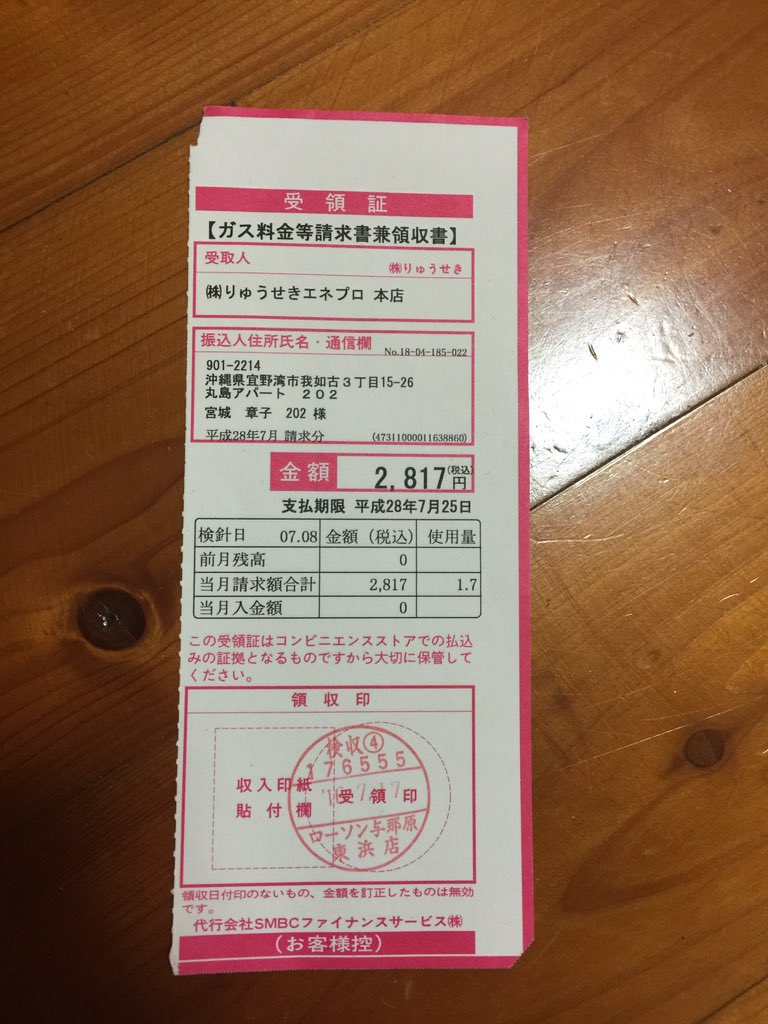 受領証
【ガス料金等請求書兼領収書】
受取人
㈱りゅうせき
㈱りゅうせきエネプロ 本店
振込人住所氏名・通信欄
No.18-04-185-022
901-2214
沖縄県宜野湾市我如古3丁目15-26
丸島アパート 202
宮城 章子 202 様
平成28年7月 請求分 (47311000011638860)
金額 2,817円(税込)
支払期限 平成28年7月25日
検針日 07.08 金額(税込) 使用量
前月残高 0
当月請求額合計 2,817 1.7
当月入金額 0
この受領証はコンビニエンスストアでの払込
みの証拠となるものですから大切に保管して
ください。
領収印
検収④
176555
収入印紙
貼付欄
'16.7.17
受領印
ローソン与那原
東浜店
領収日付印のないもの、金額を訂正したものは無効
です。
代行会社SMBCファイナンスサービス㈱
(お客様控)